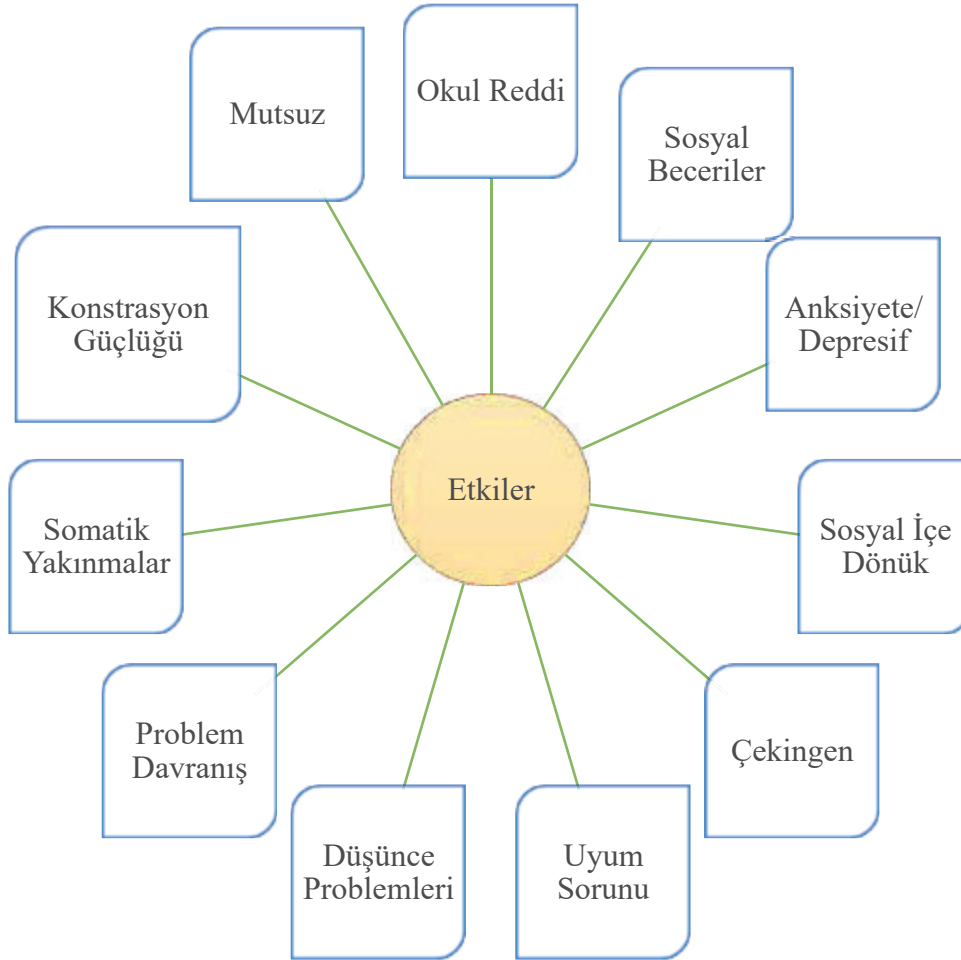 Okul Reddi
Sosyal
Beceriler
Anksiyete/
Depresif
Sosyal İçe
Dönük
Çekingen
Uyum
Sorunu
Düşünce
Problemleri
Problem
Davranış
Somatik
Yakınmalar
Konstrasyon
Güçlüğü
Mutsuz
Etkiler